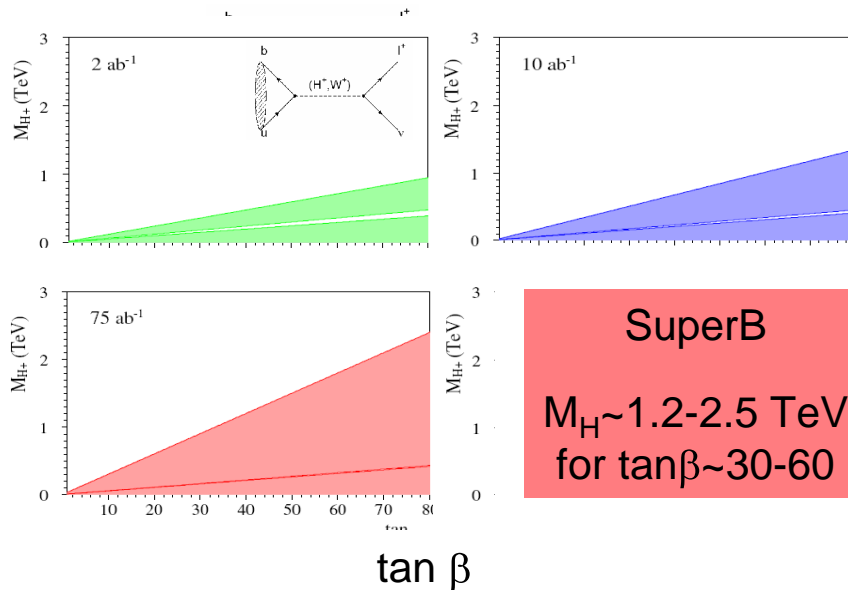 b
l⁺
3
2 ab⁻¹
b
l⁺
(H⁺,W⁺)
u
ν
2
1
0
M_H+ (TeV)
3
10 ab⁻¹
2
1
0
M_H+ (TeV)
3
75 ab⁻¹
2
1
0
M_H+ (TeV)
10 20 30 40 50 60 70 80
tan
3
2
1
0
M_H+ (TeV)
SuperB
M_H~1.2-2.5 TeV
for tanβ~30-60
tan β